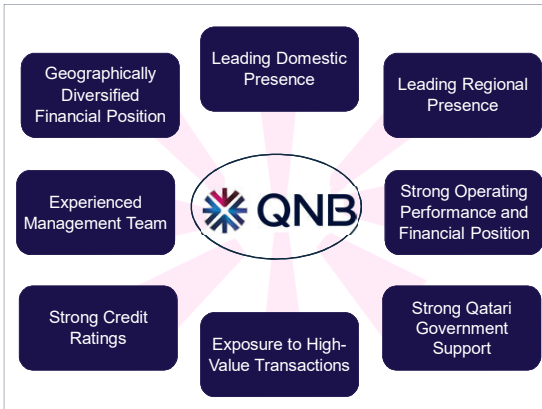 Leading Domestic
Presence
Geographically
Diversified
Financial Position
Leading Regional
Presence
Experienced
Management Team
QNB
Strong Operating
Performance and
Financial Position
Strong Credit
Ratings
Exposure to High-
Value Transactions
Strong Qatari
Government
Support